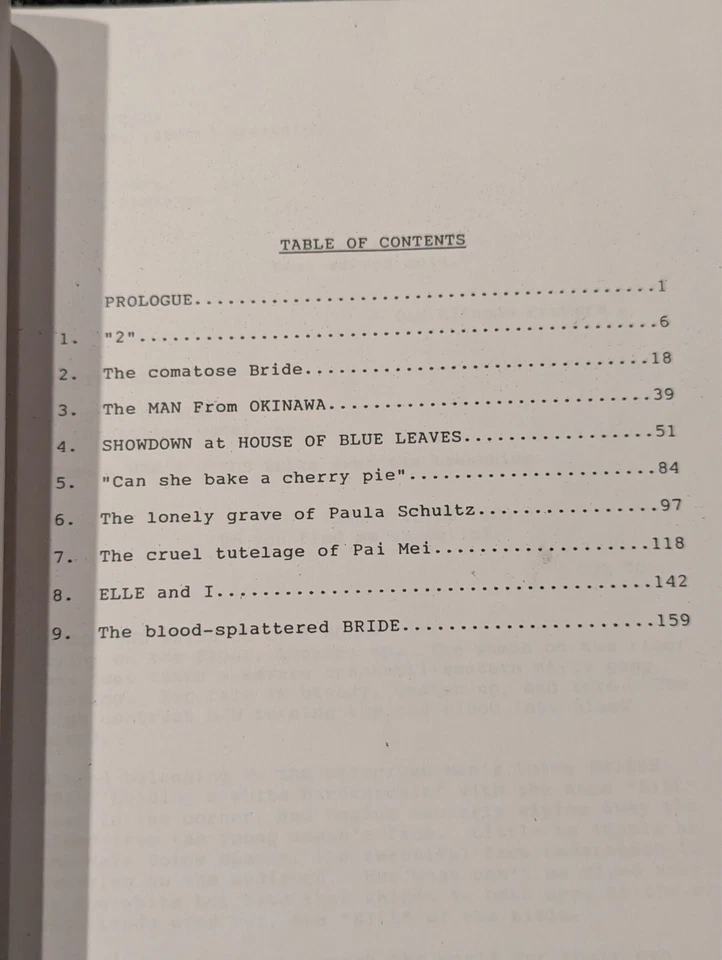 TABLE OF CONTENTS
PROLOGUE................................................1
1. "2"......................................................6
2. The comatose Bride....................................18
3. The MAN From OKINAWA.................................39
4. SHOWDOWN at HOUSE OF BLUE LEAVES...................51
5. "Can she bake a cherry pie".........................84
6. The lonely grave of Paula Schultz..................97
7. The cruel tutelage of Pai Mei.....................118
8. ELLE and I.........................................142
9. The blood-splattered BRIDE........................159